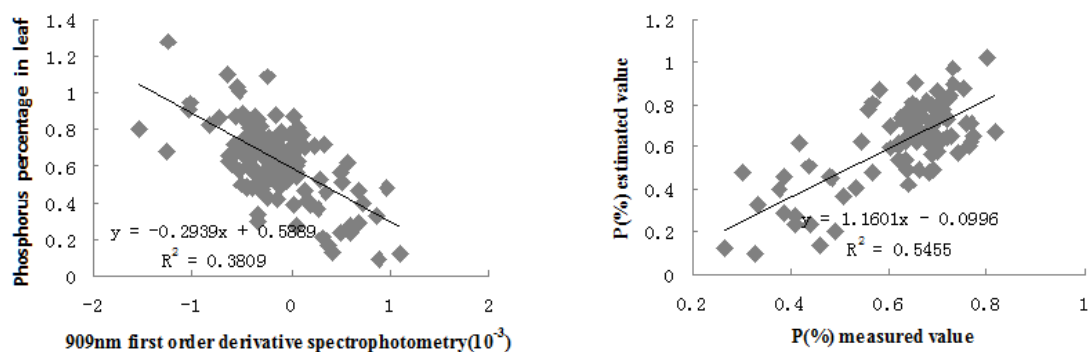 Phosphorus percentage in leaf
1.4
1.2
1
0.8
0.6
0.4
0.2
0
y = -0.2939x + 0.5889
R² = 0.3809
-2 -1 0 1 2
909nm first order derivative spectrophotometry(10⁻³)
P(%) estimated value
1.2
1
0.8
0.6
0.4
0.2
0
y = 1.1601x - 0.0996
R² = 0.5455
0.2 0.4 0.6 0.8 1
P(%) measured value